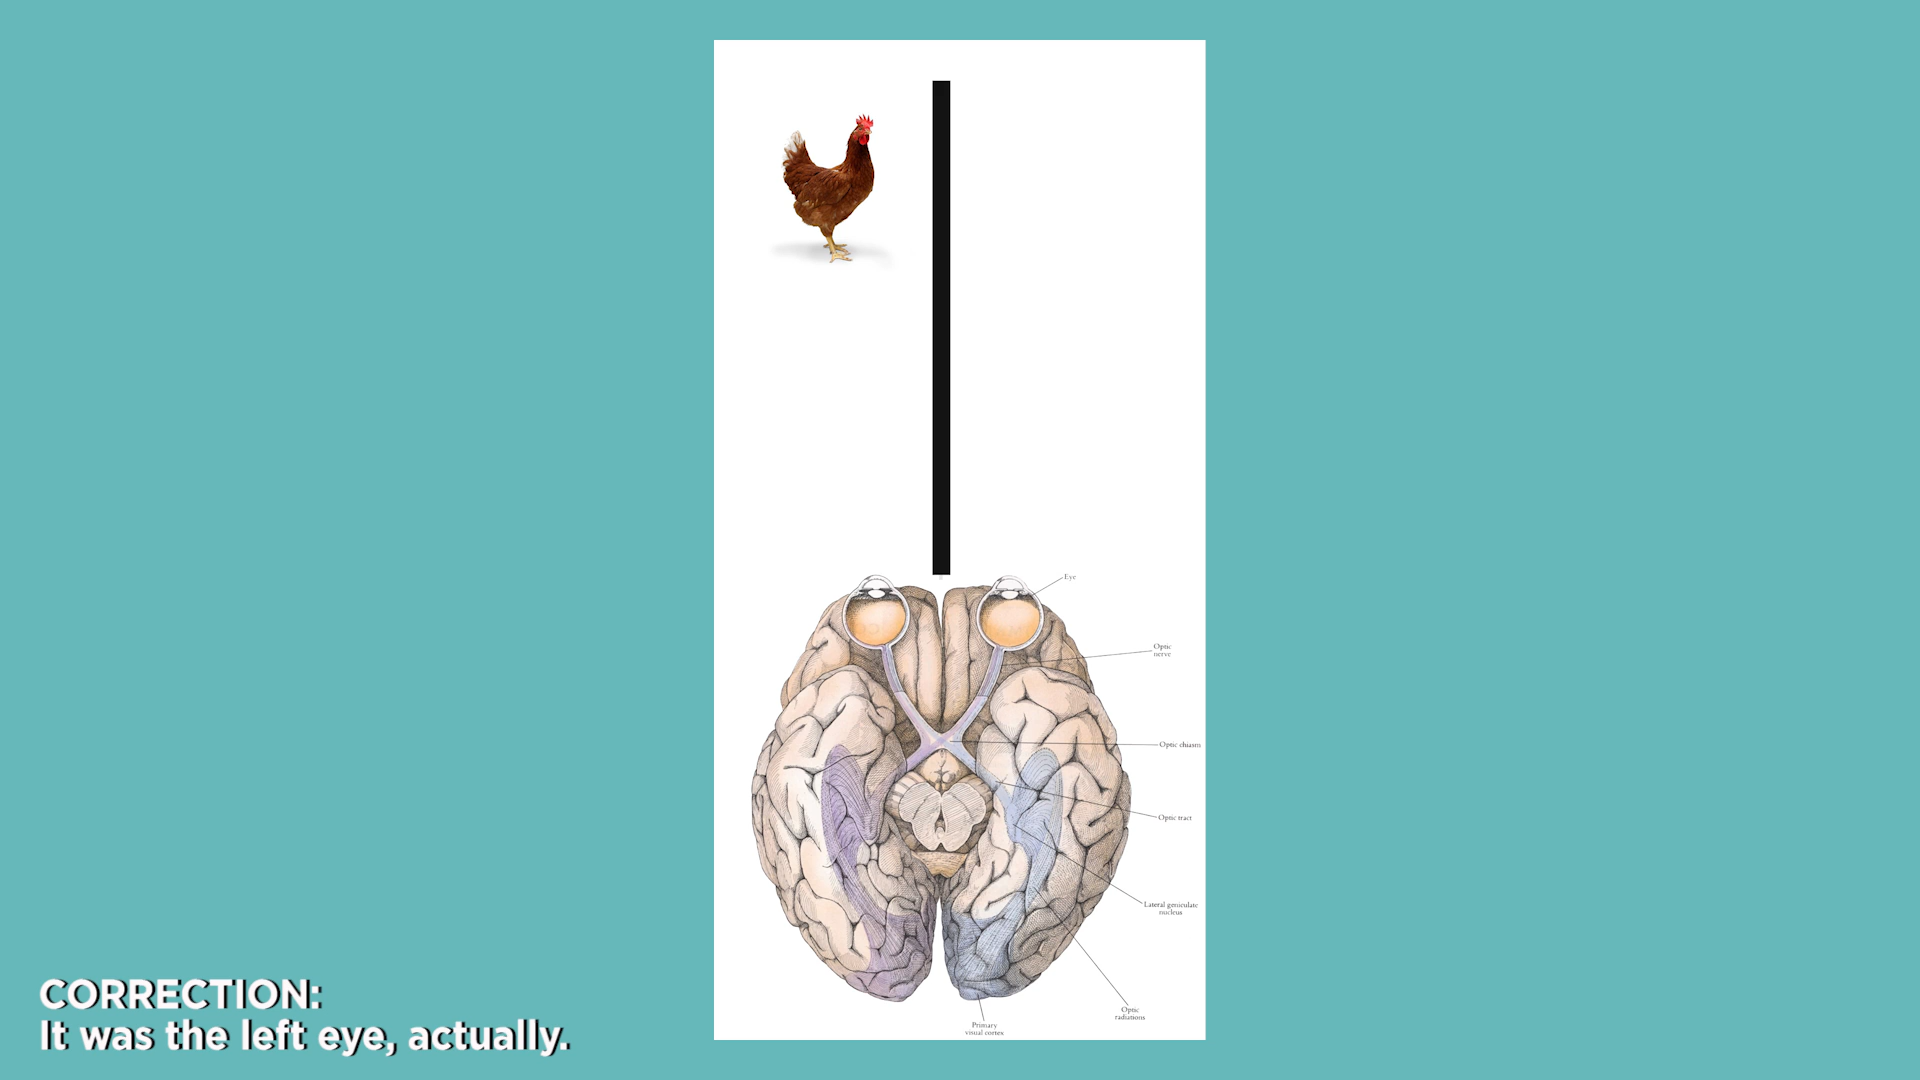 Eye
Optic
nerve
Optic chiasm
Optic tract
Lateral geniculate
nucleus
Optic
radiations
Primary
visual cortex
CORRECTION:
It was the left eye, actually.